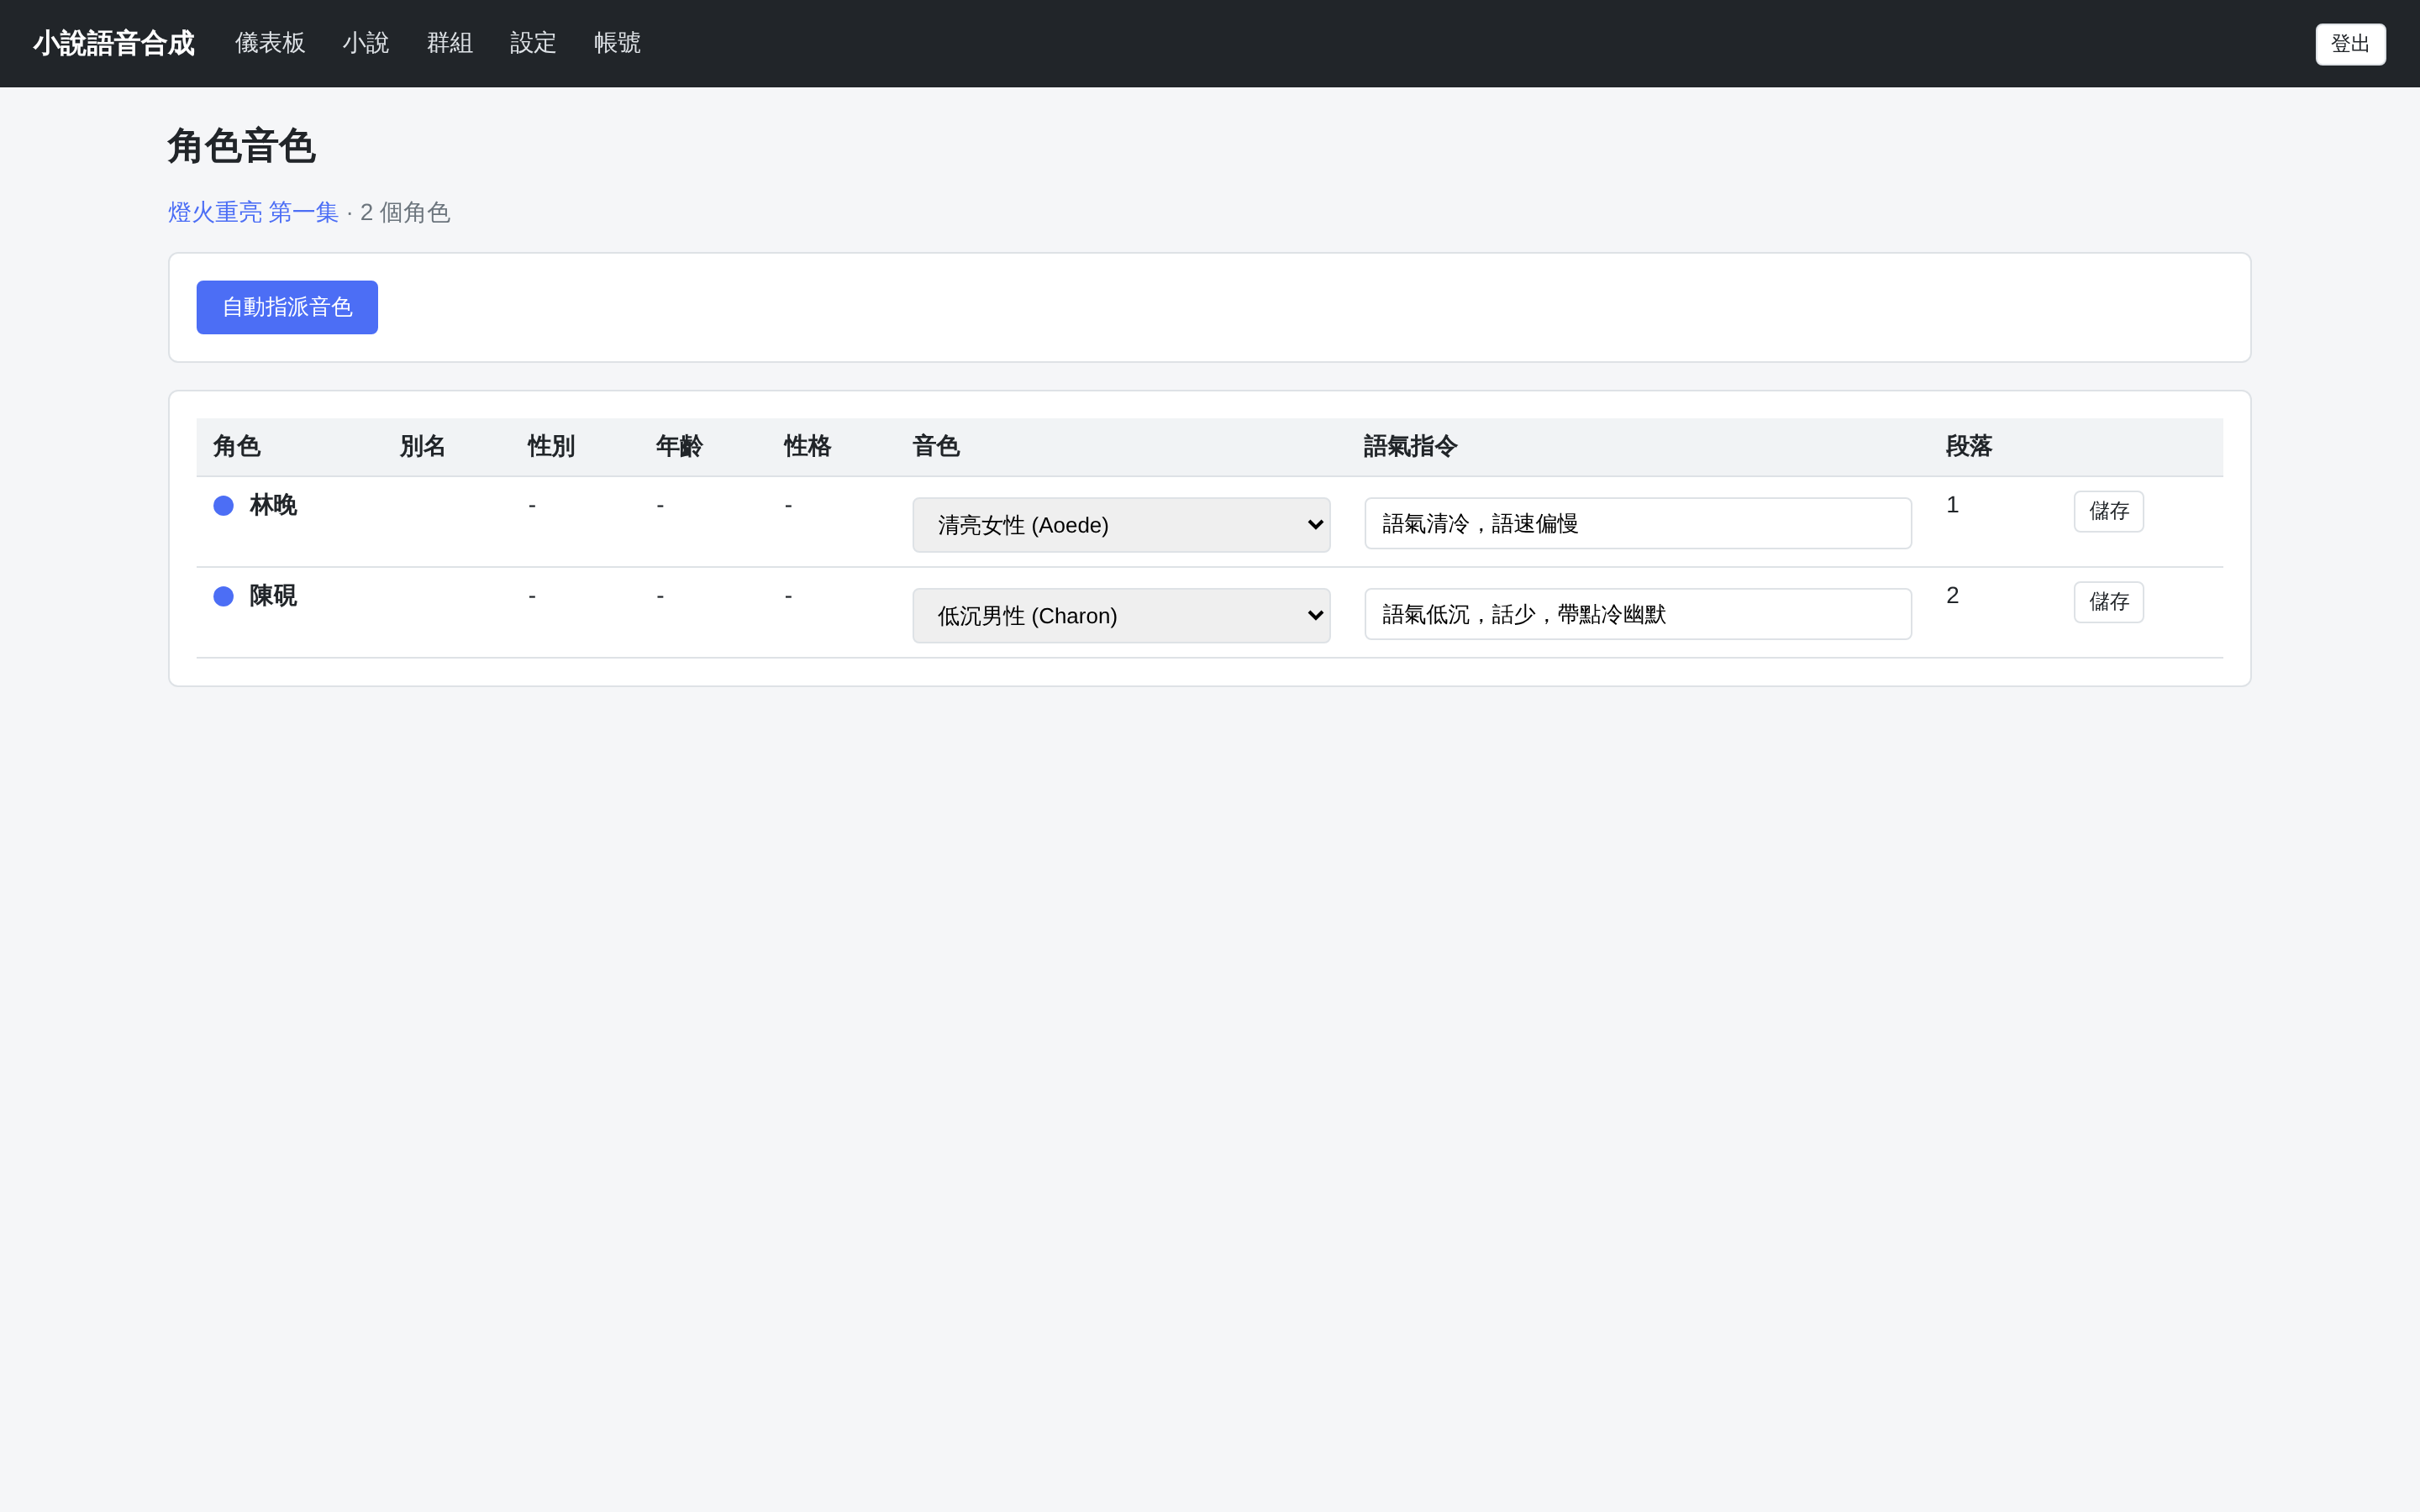 小說語音合成 儀表板 小說 群組 設定 帳號 登出
角色音色
燈火重亮 第一集 · 2 個角色
自動指派音色
角色 別名 性別 年齡 性格 音色 語氣指令 段落
林晚 - - - 清亮女性 (Aoede) 語氣清冷，語速偏慢 1 儲存
陳硯 - - - 低沉男性 (Charon) 語氣低沉，話少，帶點冷幽默 2 儲存